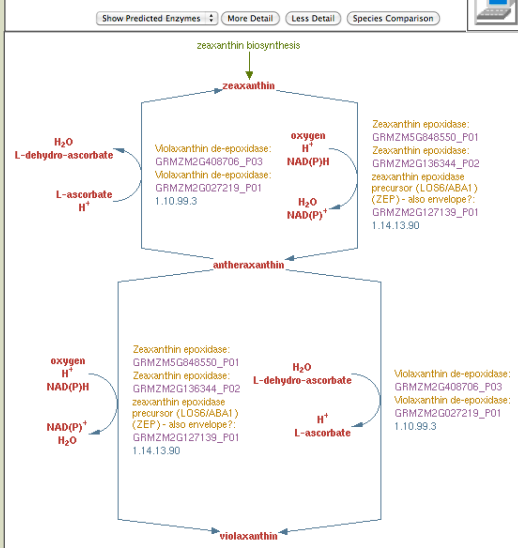 Show Predicted Enzymes
More Detail
Less Detail
Species Comparison
zeaxanthin biosynthesis
zeaxanthin
H2O
L-dehydro-ascorbate
L-ascorbate
H+
Violaxanthin de-epoxidase:
GRMZM2G408706_P03
Violaxanthin de-epoxidase:
GRMZM2G027219_P01
1.10.99.3
oxygen
H+
NAD(P)H
H2O
NAD(P)+
Zeaxanthin epoxidase:
GRMZM5G848550_P01
Zeaxanthin epoxidase:
GRMZM2G136344_P02
zeaxanthin epoxidase
precursor (LOS6/ABA1)
(ZEP) - also envelope?:
GRMZM2G127139_P01
1.14.13.90
antheraxanthin
oxygen
H+
NAD(P)H
NAD(P)+
H2O
Zeaxanthin epoxidase:
GRMZM5G848550_P01
Zeaxanthin epoxidase:
GRMZM2G136344_P02
zeaxanthin epoxidase
precursor (LOS6/ABA1)
(ZEP) - also envelope?:
GRMZM2G127139_P01
1.14.13.90
H2O
L-dehydro-ascorbate
H+
L-ascorbate
Violaxanthin de-epoxidase:
GRMZM2G408706_P03
Violaxanthin de-epoxidase:
GRMZM2G027219_P01
1.10.99.3
violaxanthin